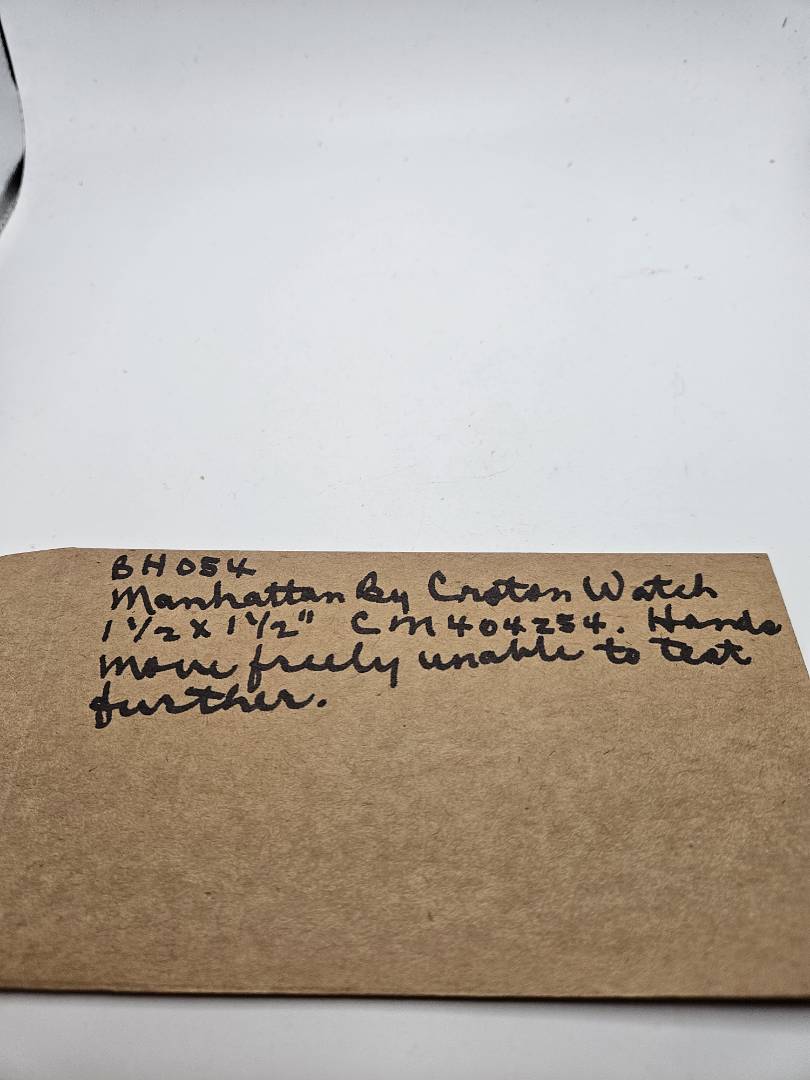 BH054
Manhattan By Croton Watch
1 1/2 x 1 1/2" CM404254. Hands
move freely unable to test
further.